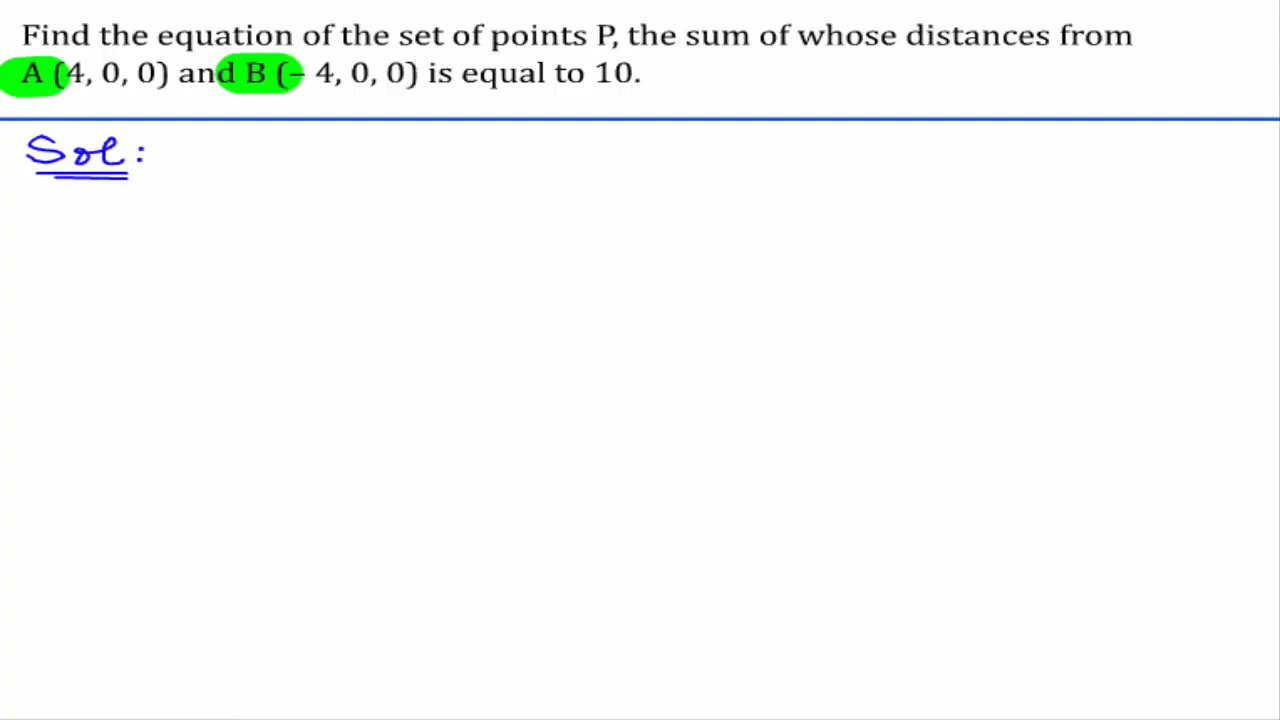 Find the equation of the set of points P, the sum of whose distances from
A (4, 0, 0) and B (– 4, 0, 0) is equal to 10.
Sol: